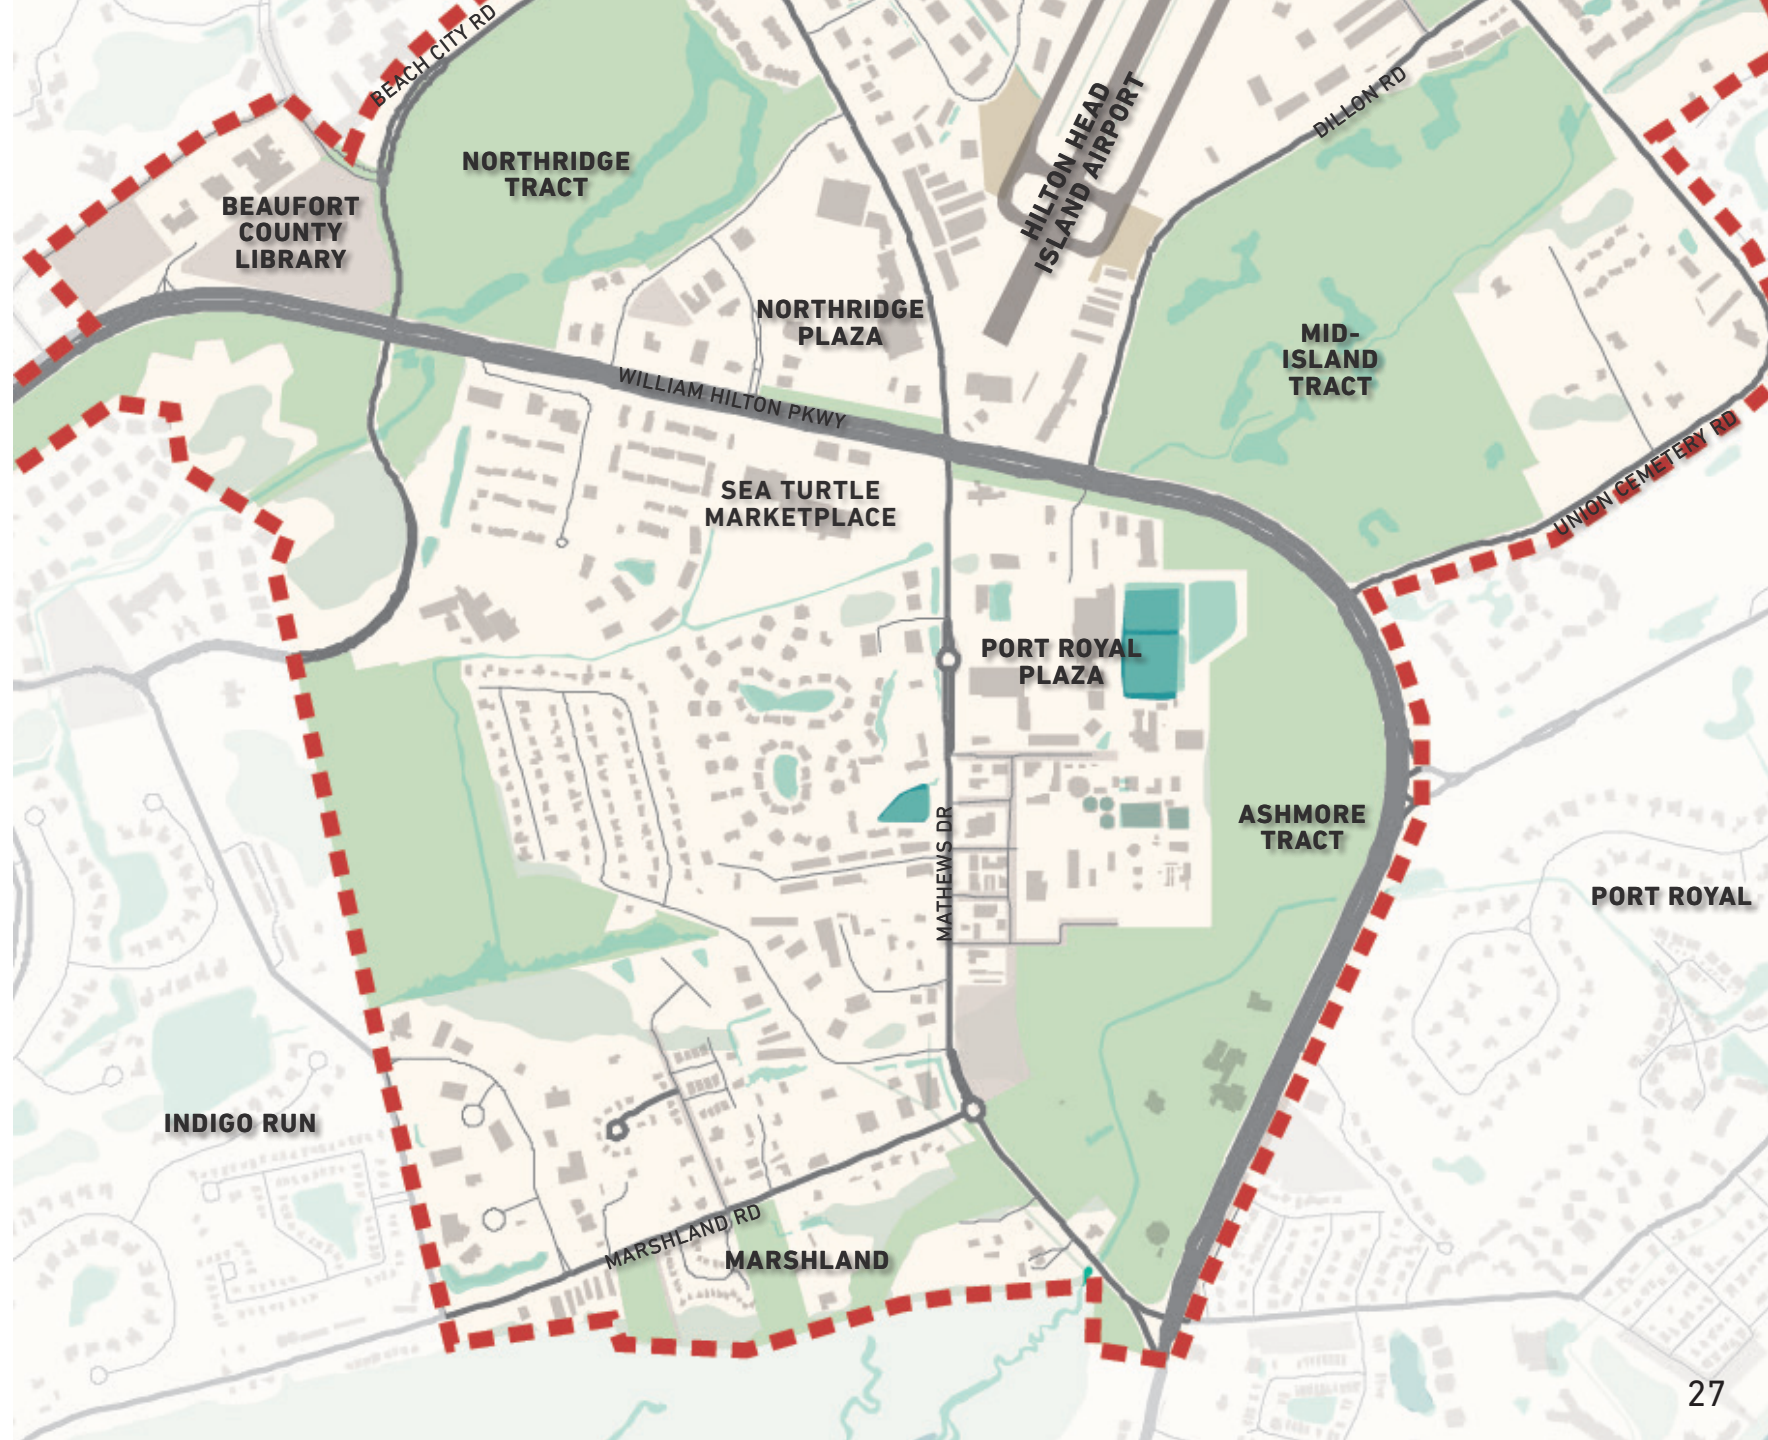 BEACH CITY RD
DILLON RD
HILTON HEAD
ISLAND AIRPORT
NORTHRIDGE
TRACT
BEAUFORT
COUNTY
LIBRARY
NORTHRIDGE
PLAZA
MID-
ISLAND
TRACT
WILLIAM HILTON PKWY
UNION CEMETERY RD
SEA TURTLE
MARKETPLACE
PORT ROYAL
PLAZA
ASHMORE
TRACT
MATHEWS DR
PORT ROYAL
INDIGO RUN
MARSHLAND RD
MARSHLAND
27